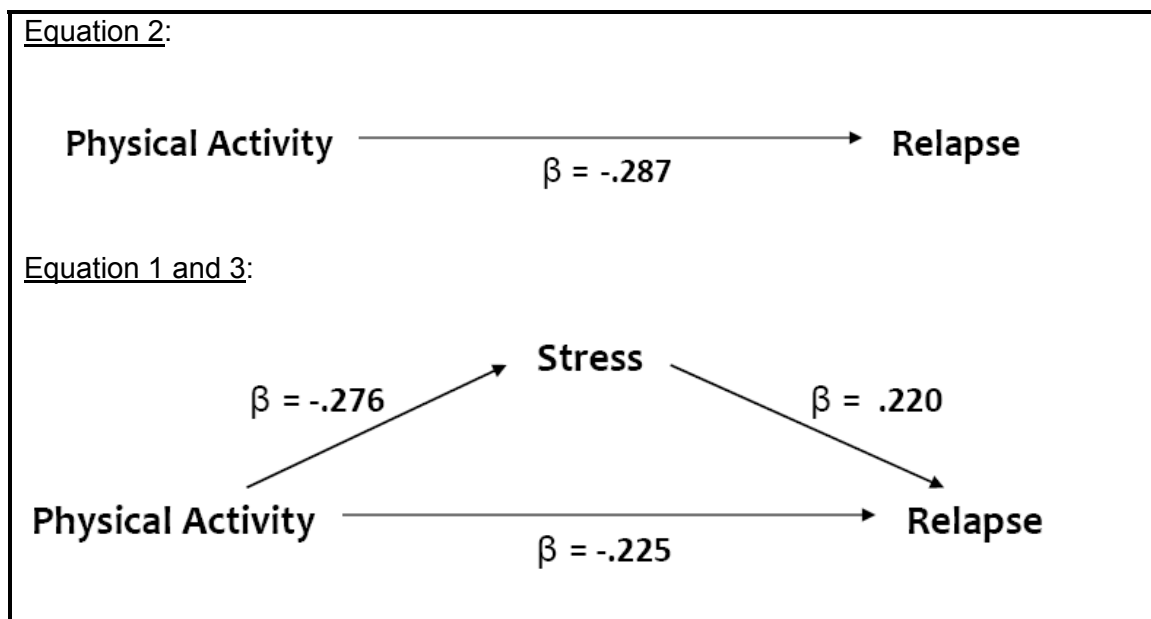 Equation 2:
Physical Activity
Relapse
β = -.287
Equation 1 and 3:
Stress
β = -.276
β = .220
Physical Activity
Relapse
β = -.225